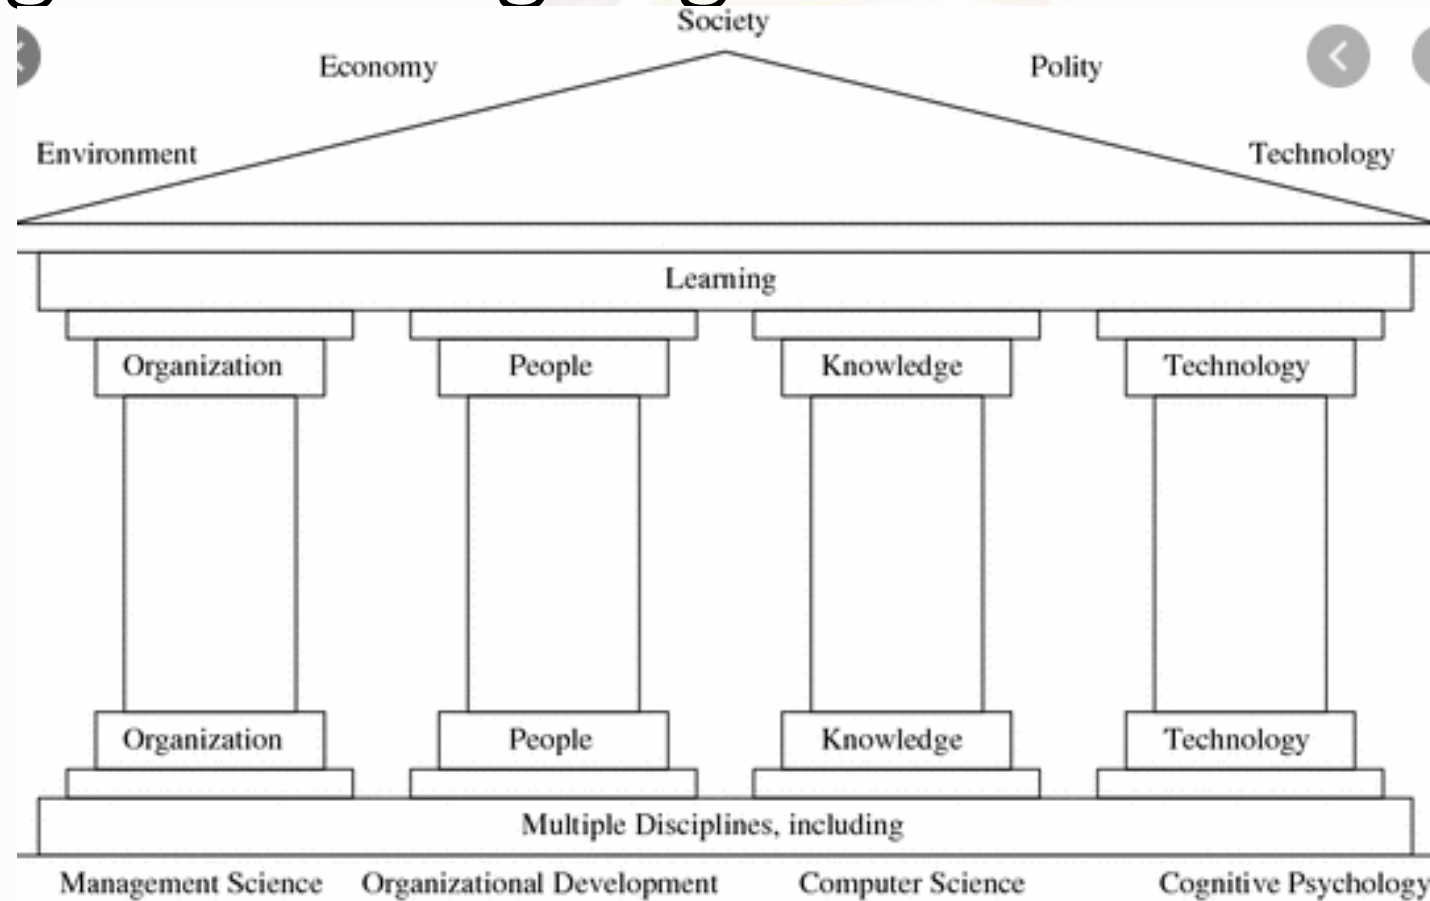 Society
Economy Polity
Environment Technology
Learning
Organization People Knowledge Technology
Organization People Knowledge Technology
Multiple Disciplines, including
Management Science Organizational Development Computer Science Cognitive Psychology